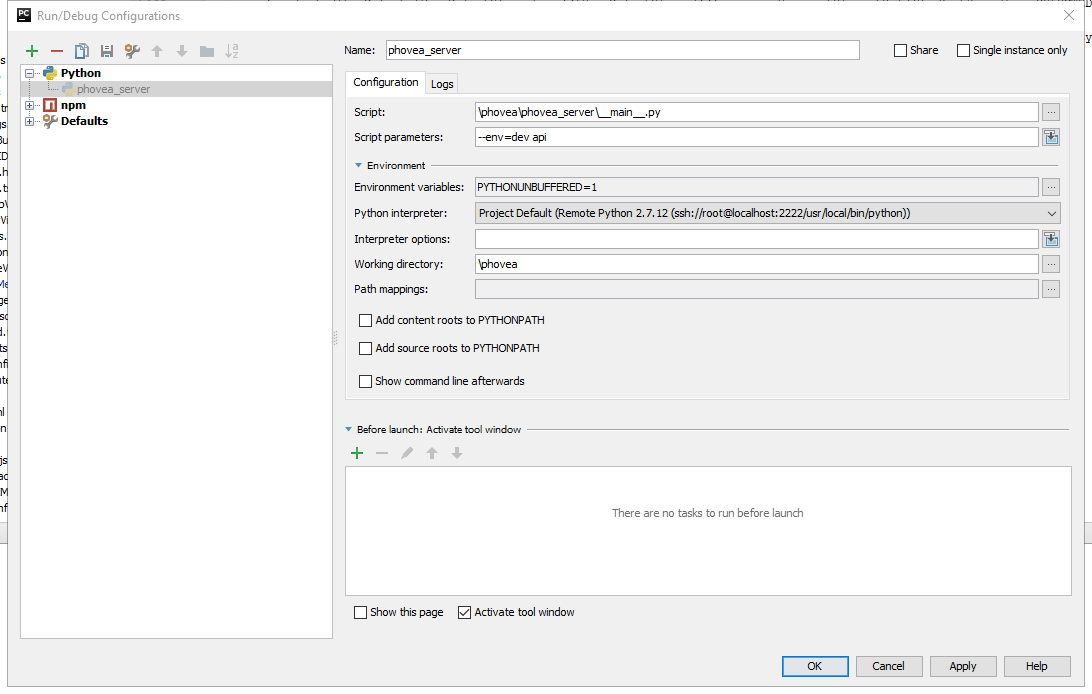 PC Run/Debug Configurations
Name: phovea_server Share Single instance only
Python
phovea_server
npm
Defaults
Configuration Logs
Script: \phovea\phovea_server\__main__.py ...
Script parameters: --env=dev api
Environment
Environment variables: PYTHONUNBUFFERED=1 ...
Python interpreter: Project Default (Remote Python 2.7.12 (ssh://root@localhost:2222/usr/local/bin/python))
Interpreter options:
Working directory: \phovea ...
Path mappings: ...
Add content roots to PYTHONPATH
Add source roots to PYTHONPATH
Show command line afterwards
Before launch: Activate tool window
There are no tasks to run before launch
Show this page Activate tool window
OK Cancel Apply Help